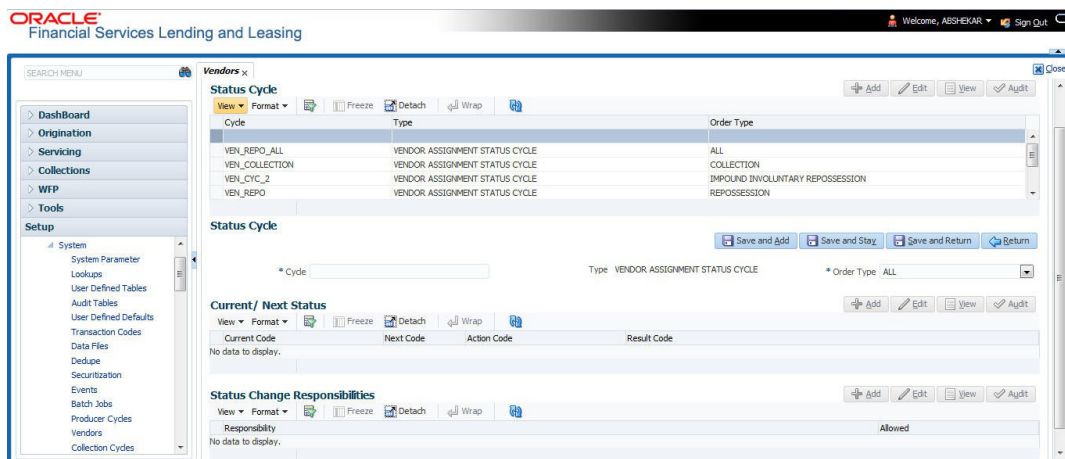 ORACLE®
Financial Services Lending and Leasing
Welcome, ABSHEKAR
Sign Out
SEARCH MENU
DashBoard
Origination
Servicing
Collections
WFP
Tools
Setup
System
System Parameter
Lookups
User Defined Tables
Audit Tables
User Defined Defaults
Transaction Codes
Data Files
Dedupe
Securitization
Events
Batch Jobs
Producer Cycles
Vendors
Collection Cycles
Vendors x
Close
Status Cycle
Add Edit View Audit
View Format Freeze Detach Wrap
Cycle Type Order Type
VEN_REPO_ALL VENDOR ASSIGNMENT STATUS CYCLE ALL
VEN_COLLECTION VENDOR ASSIGNMENT STATUS CYCLE COLLECTION
VEN_CYC_2 VENDOR ASSIGNMENT STATUS CYCLE IMPOUND INVOLUNTARY REPOSSESSION
VEN_REPO VENDOR ASSIGNMENT STATUS CYCLE REPOSSESSION
Status Cycle
Save and Add Save and Stay Save and Return Return
* Cycle Type VENDOR ASSIGNMENT STATUS CYCLE * Order Type ALL
Current/ Next Status
Add Edit View Audit
View Format Freeze Detach Wrap
Current Code Next Code Action Code Result Code
No data to display.
Status Change Responsibilities
Add Edit View Audit
View Format Freeze Detach Wrap
Responsibility Allowed
No data to display.